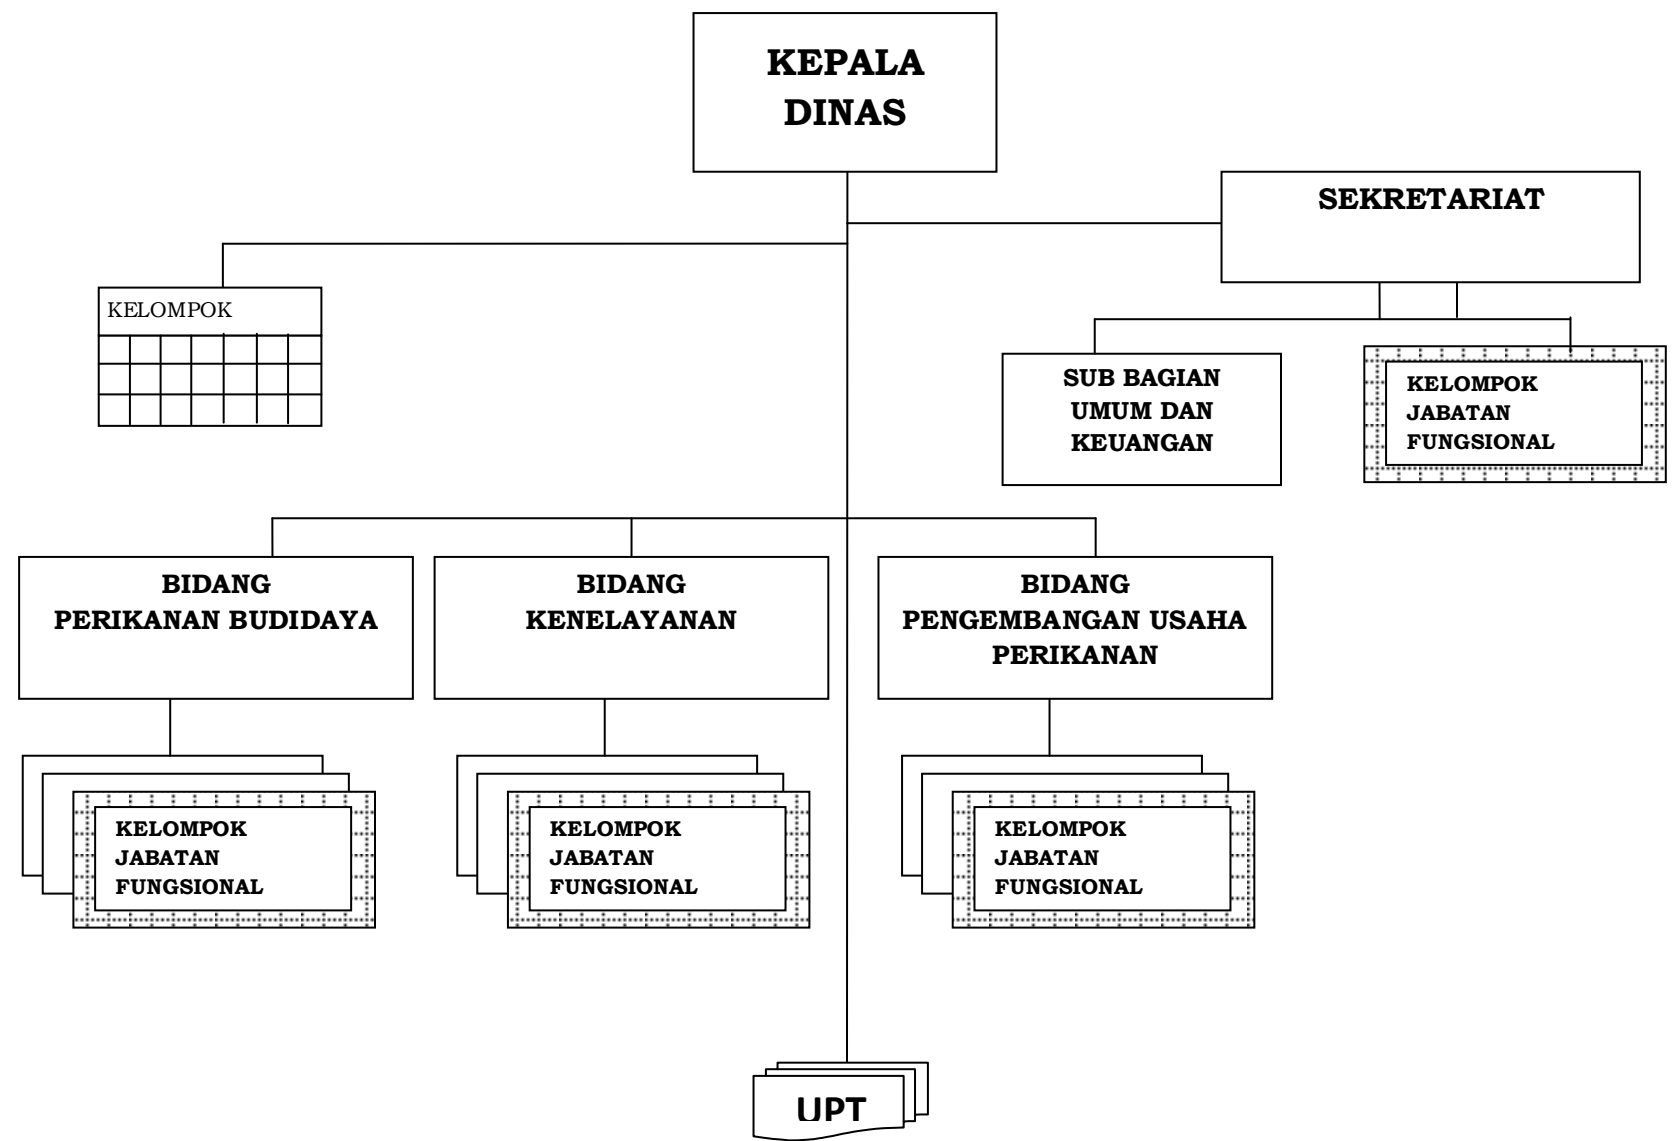 KEPALA
DINAS
SEKRETARIAT
KELOMPOK
SUB BAGIAN
UMUM DAN
KEUANGAN
KELOMPOK
JABATAN
FUNGSIONAL
BIDANG
PERIKANAN BUDIDAYA
BIDANG
KENELAYANAN
BIDANG
PENGEMBANGAN USAHA
PERIKANAN
KELOMPOK
JABATAN
FUNGSIONAL
KELOMPOK
JABATAN
FUNGSIONAL
KELOMPOK
JABATAN
FUNGSIONAL
UPT